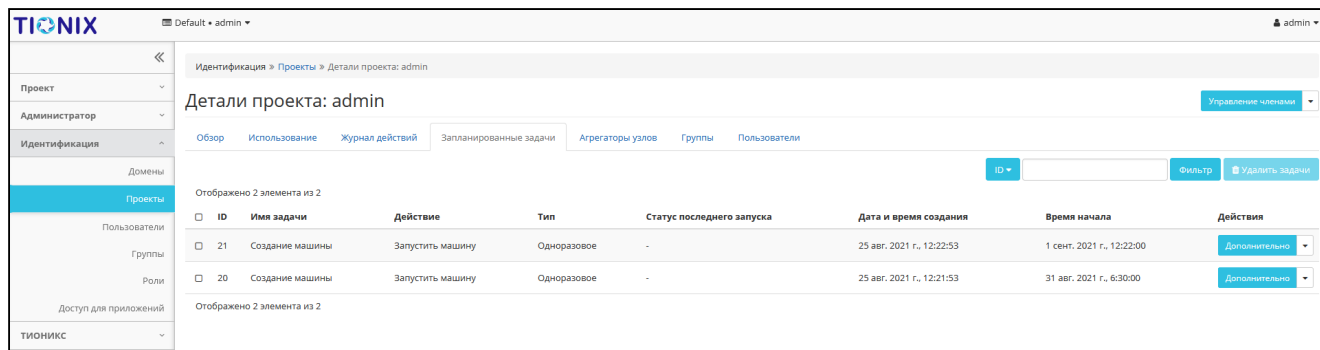 TIONIX
Default • admin
admin
Идентификация » Проекты » Детали проекта: admin
Проект
Администратор
Идентификация
Домены
Проекты
Пользователи
Группы
Роли
Доступ для приложений
ТИОНИКС
Детали проекта: admin
Управление членами
Обзор Использование Журнал действий Запланированные задачи Агрегаторы узлов Группы Пользователи
ID Фильтр Удалить задачи
Отображено 2 элемента из 2
ID Имя задачи Действие Тип Статус последнего запуска Дата и время создания Время начала Действия
21 Создание машины Запустить машину Одноразовое - 25 авг. 2021 г., 12:22:53 1 сент. 2021 г., 12:22:00 Дополнительно
20 Создание машины Запустить машину Одноразовое - 25 авг. 2021 г., 12:21:53 31 авг. 2021 г., 6:30:00 Дополнительно
Отображено 2 элемента из 2